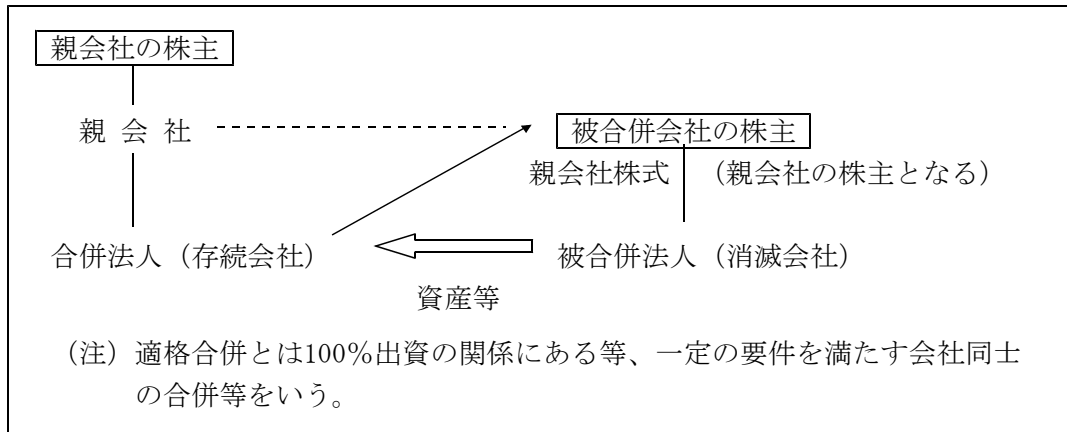 親会社の株主
親 会 社
被合併会社の株主
親会社株式 （親会社の株主となる）
合併法人（存続会社） 被合併法人（消滅会社）
資産等
（注）適格合併とは100％出資の関係にある等、一定の要件を満たす会社同士
の合併等をいう。